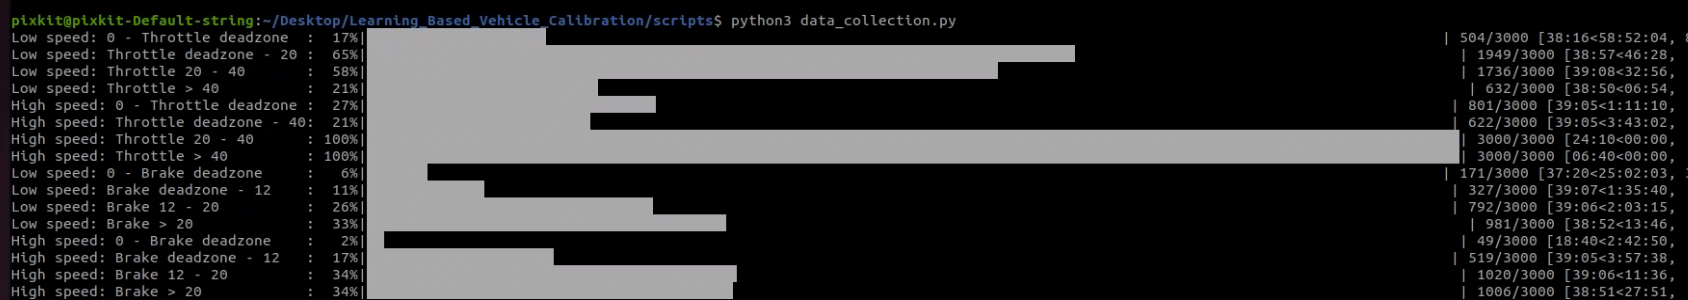 pixkit@pixkit-Default-string:~/Desktop/Learning_Based_Vehicle_Calibration/scripts$ python3 data_collection.py
Low speed: 0 - Throttle deadzone : 17%| | 504/3000 [38:16<58:52:04,
Low speed: Throttle deadzone - 20 : 65%| | 1949/3000 [38:57<46:28,
Low speed: Throttle 20 - 40 : 58%| | 1736/3000 [39:08<32:56,
Low speed: Throttle > 40 : 21%| | 632/3000 [38:50<06:54,
High speed: 0 - Throttle deadzone : 27%| | 801/3000 [39:05<1:11:10,
High speed: Throttle deadzone - 40: 21%| | 622/3000 [39:05<3:43:02,
High speed: Throttle 20 - 40 : 100%| | 3000/3000 [24:10<00:00,
High speed: Throttle > 40 : 100%| | 3000/3000 [06:40<00:00,
Low speed: 0 - Brake deadzone : 6%| | 171/3000 [37:20<25:02:03,
Low speed: Brake deadzone - 12 : 11%| | 327/3000 [39:07<1:35:40,
Low speed: Brake 12 - 20 : 26%| | 792/3000 [39:06<2:03:15,
Low speed: Brake > 20 : 33%| | 981/3000 [38:52<13:46,
High speed: 0 - Brake deadzone : 2%| | 49/3000 [18:40<2:42:50,
High speed: Brake deadzone - 12 : 17%| | 519/3000 [39:05<3:57:38,
High speed: Brake 12 - 20 : 34%| | 1020/3000 [39:06<11:36,
High speed: Brake > 20 : 34%| | 1006/3000 [38:51<27:51,